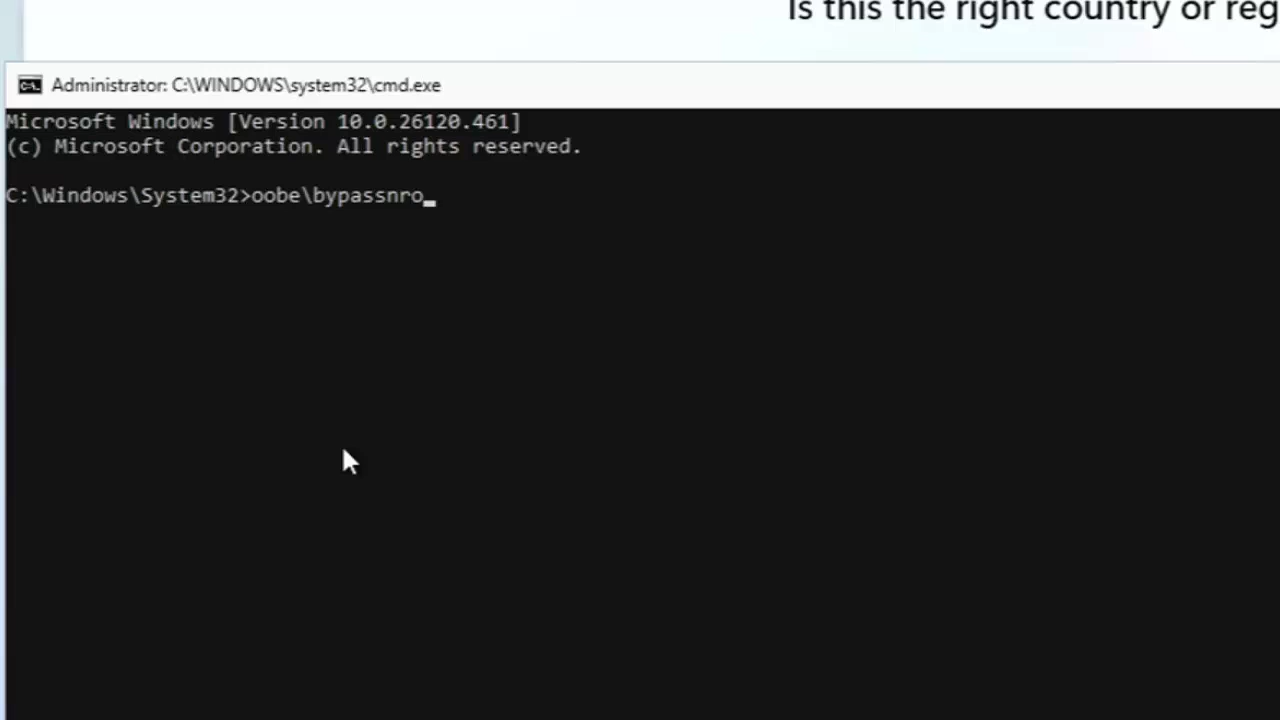 Is this the right country or reg
Administrator: C:\WINDOWS\system32\cmd.exe
Microsoft Windows [Version 10.0.26120.461]
(c) Microsoft Corporation. All rights reserved.
C:\Windows\System32>oobe\bypassnro